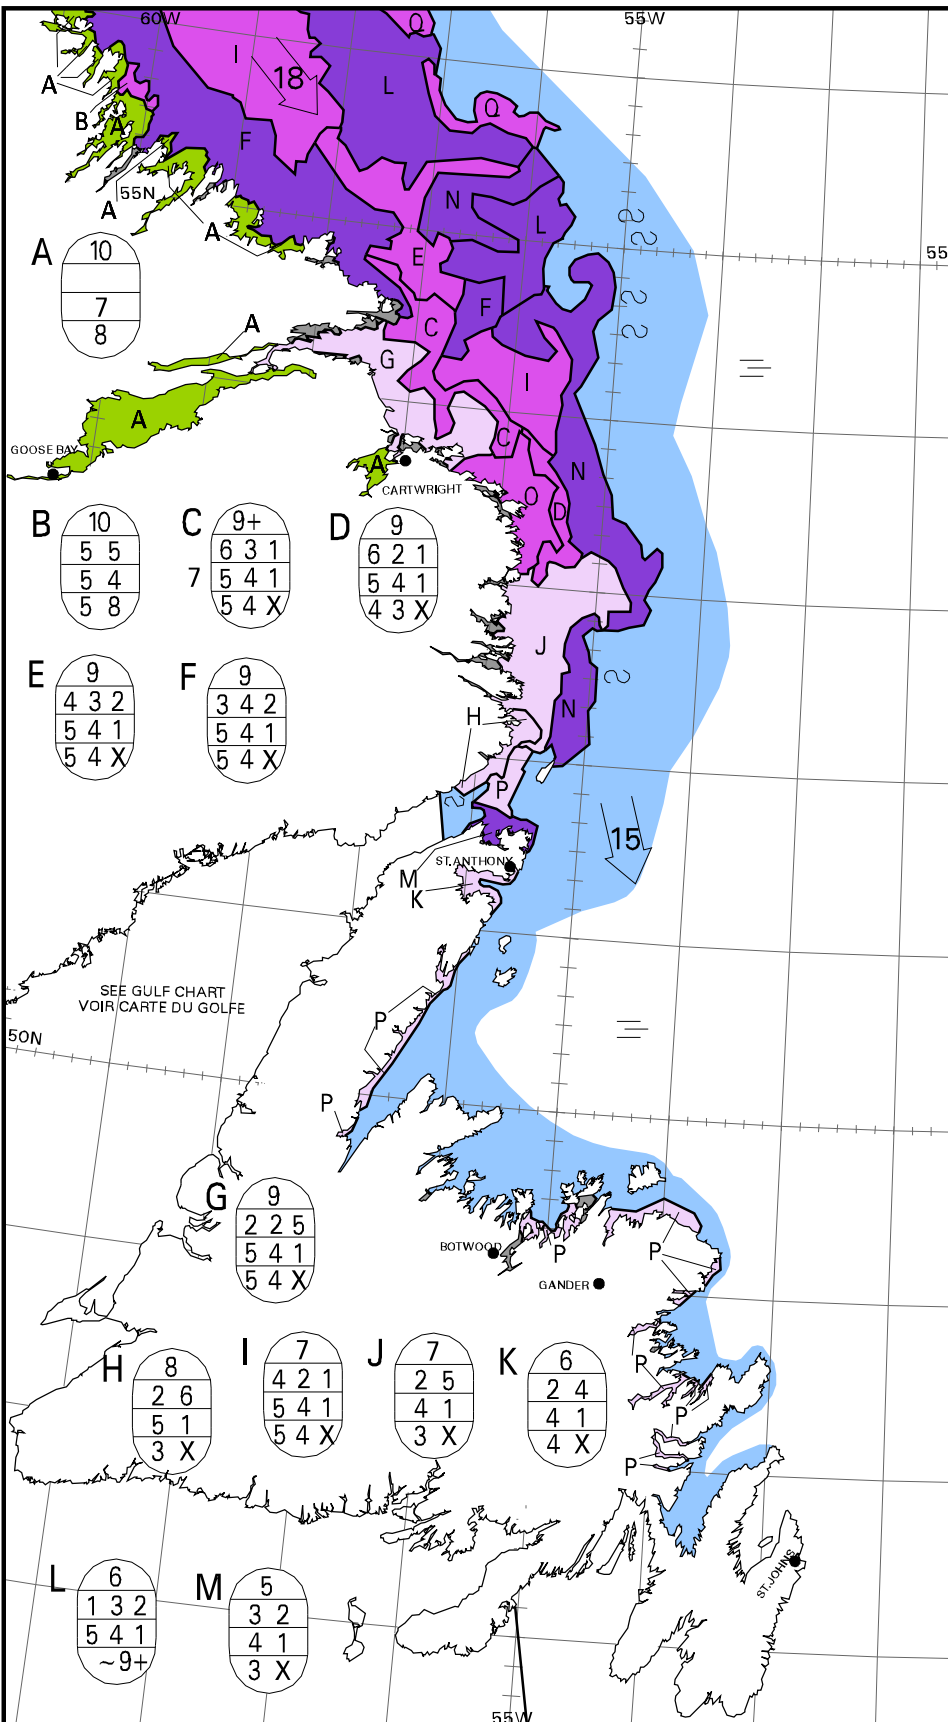 60W 55W
Q
I 18 L
A
Q
B A F
55N N
A A L
55
A
10
7
8
E
F
A C
G
I
A
GOOSE BAY C
A N
CARTWRIGHT O D
B
10
5 5
5 4
5 8
C
9+
6 3 1
7 5 4 1
5 4 X
D
9
6 2 1
5 4 1
4 3 X
E
9
4 3 2
5 4 1
5 4 X
F
9
3 4 2
5 4 1
5 4 X
J
H N
P
15
ST.ANTHONY
M
K
SEE GULF CHART
VOIR CARTE DU GOLFE
P
50N
P
G
9
2 2 5
5 4 1
5 4 X
BOTWOOD P P
GANDER
H
8
2 6
5 1
3 X
I
7
4 2 1
5 4 1
5 4 X
J
7
2 5
4 1
3 X
K
6
2 4
4 1
4 X
P
P
P
L
6
1 3 2
5 4 1
~9+
M
5
3 2
4 1
3 X
ST.JOHNS
55W